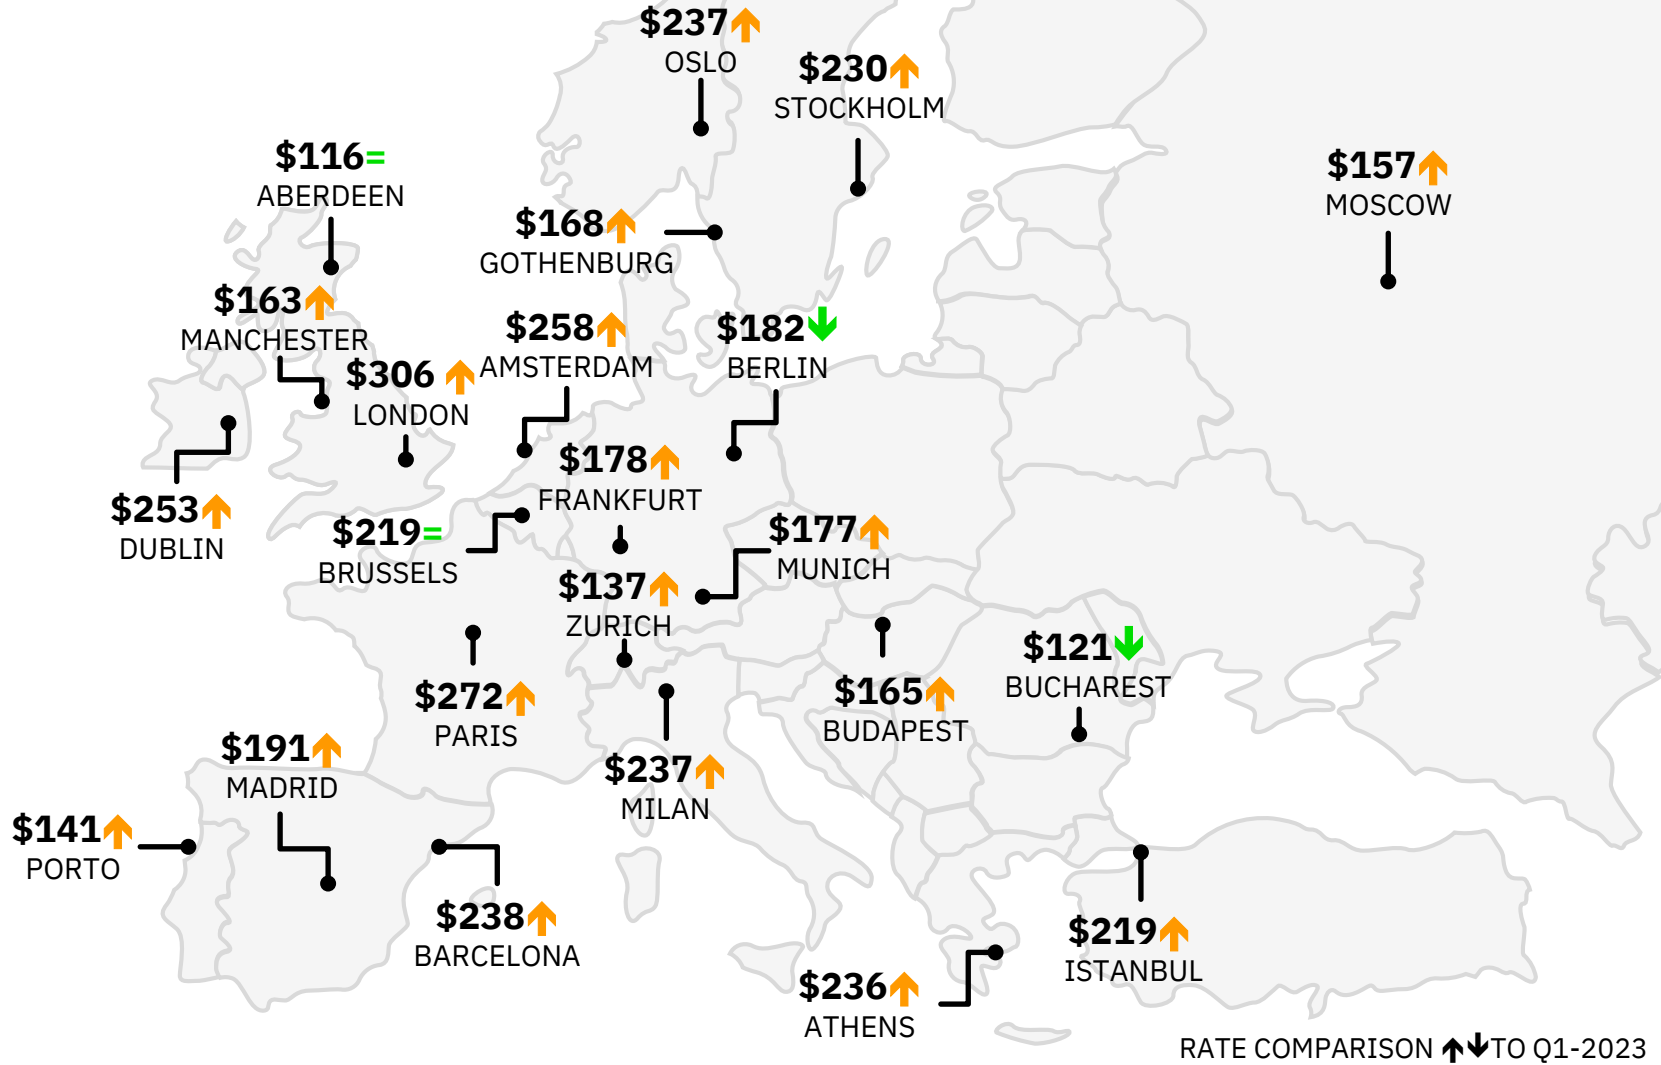 $237
OSLO
$230
STOCKHOLM
$116=
ABERDEEN
$157
MOSCOW
$168
GOTHENBURG
$163
MANCHESTER
$258
AMSTERDAM
$182
BERLIN
$306
LONDON
$178
FRANKFURT
$253
DUBLIN
$219=
BRUSSELS
$177
MUNICH
$137
ZURICH
$121
BUCHAREST
$272
PARIS
$165
BUDAPEST
$191
MADRID
$237
MILAN
$141
PORTO
$238
BARCELONA
$219
ISTANBUL
$236
ATHENS
RATE COMPARISON ↑↓TO Q1-2023